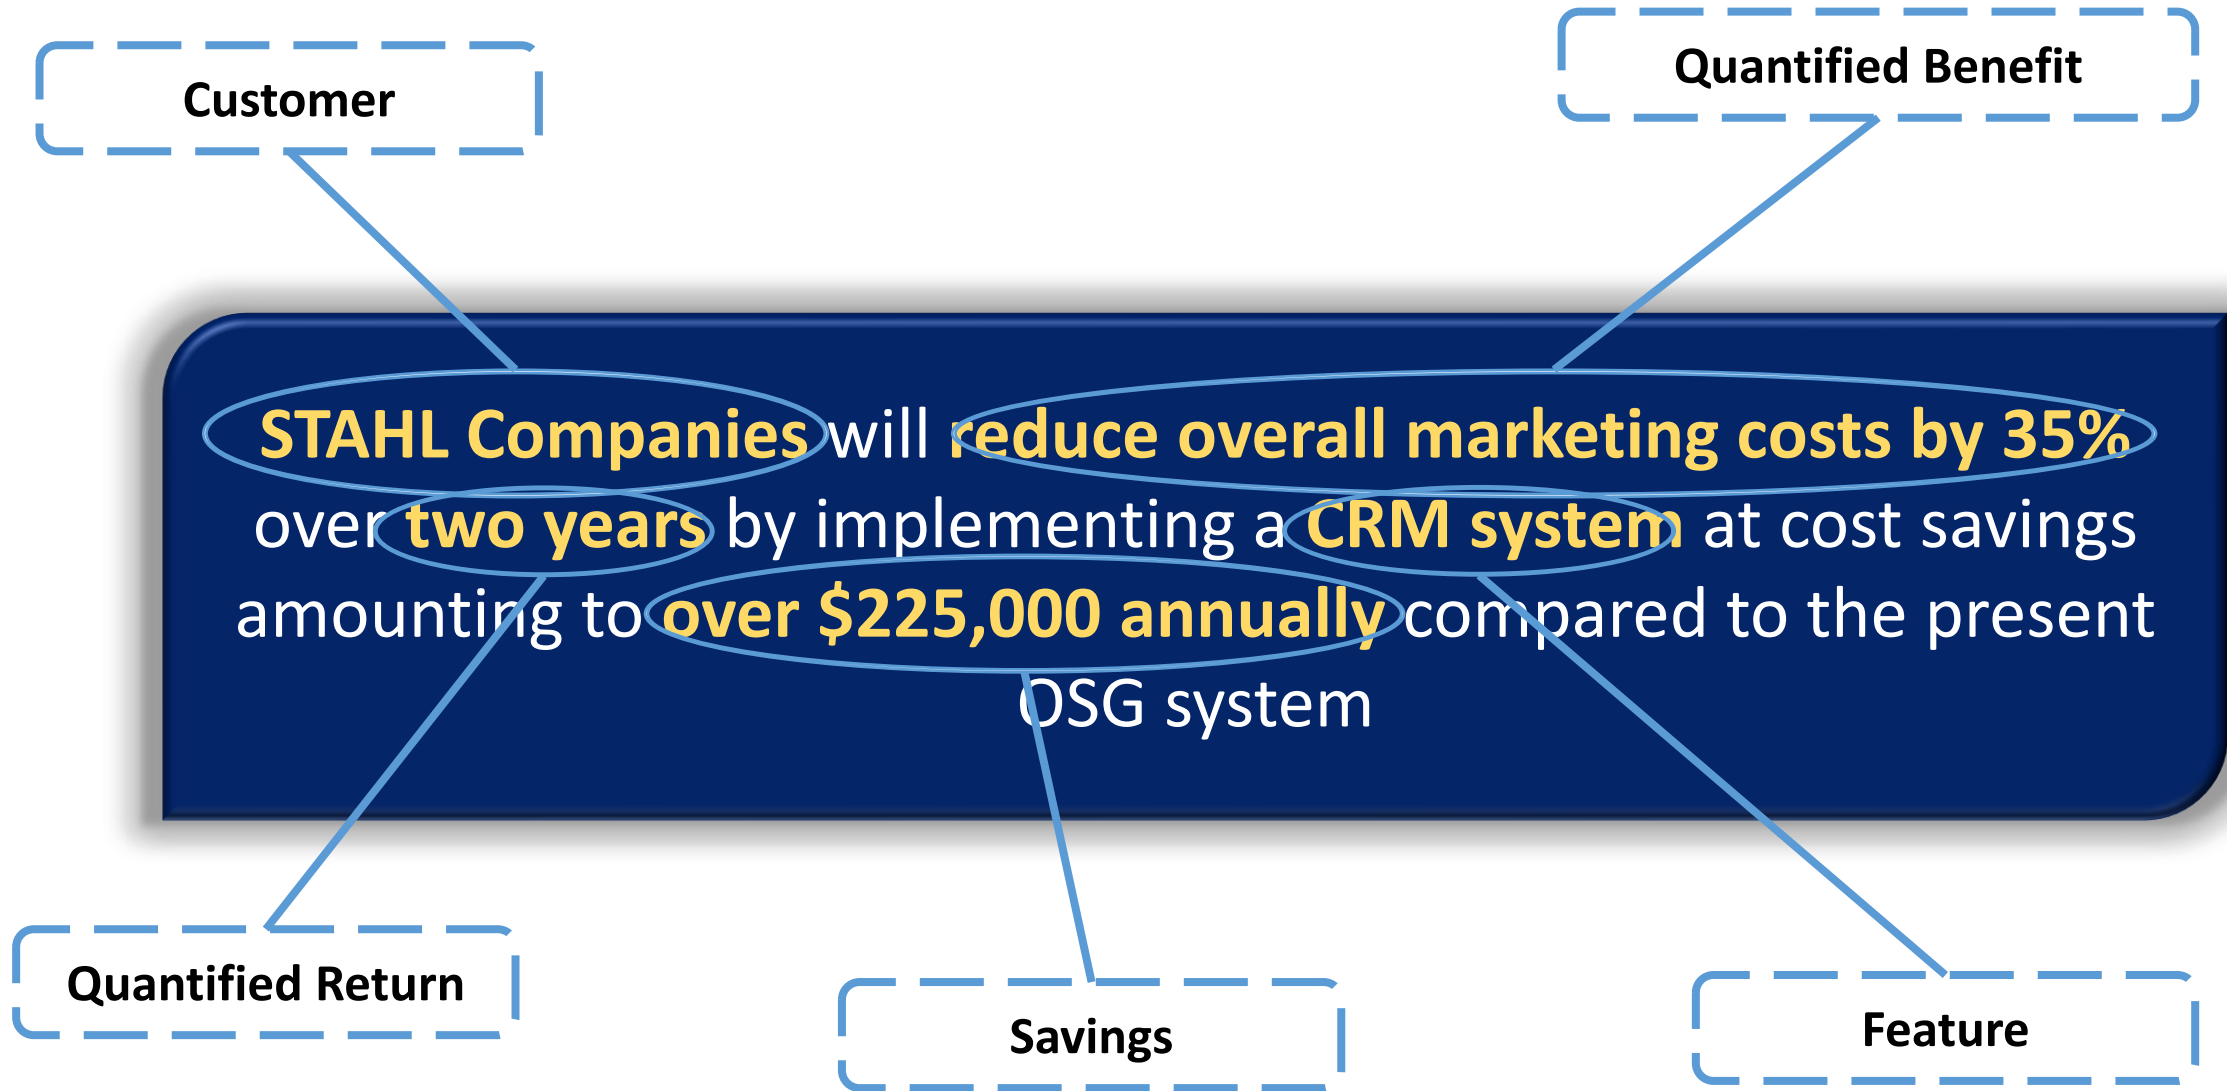 Customer
Quantified Benefit
STAHL Companies will reduce overall marketing costs by 35%
over two years by implementing a CRM system at cost savings
amounting to over $225,000 annually compared to the present
OSG system
Quantified Return
Savings
Feature